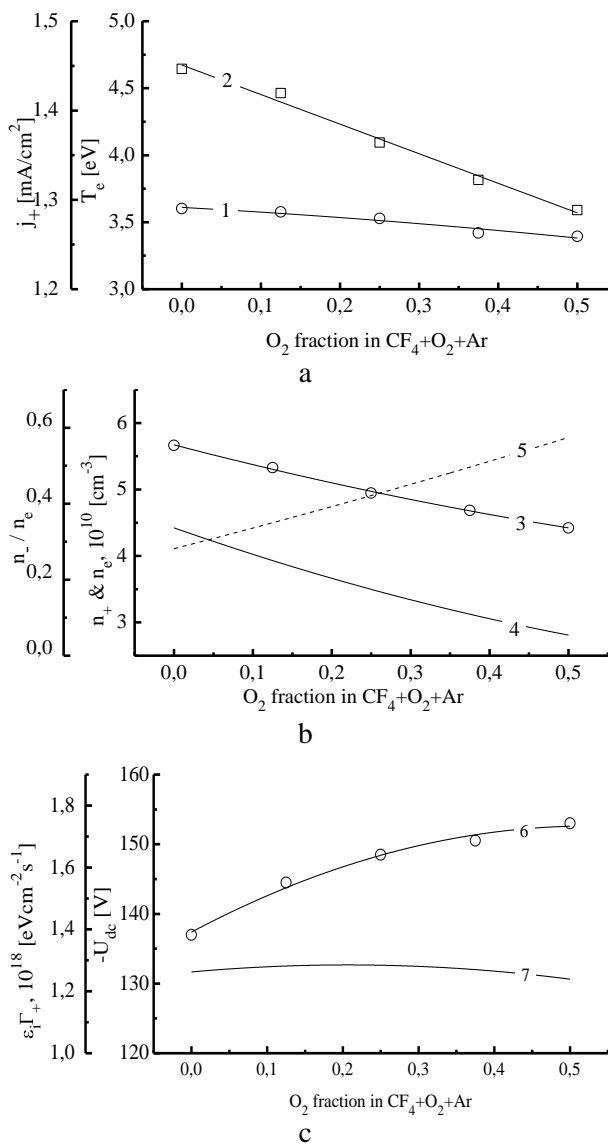 1,5
1,4
1,3
1,2
j₊ [mA/cm²]
5,0
4,5
4,0
3,5
3,0
Tₑ [eV]
2
1
0,0 0,1 0,2 0,3 0,4 0,5
O₂ fraction in CF₄+O₂+Ar
a
0,6
0,4
0,2
0,0
n₋ / nₑ
6
5
4
3
n₊ & nₑ, 10¹⁰ [cm⁻³]
5
3
4
0,0 0,1 0,2 0,3 0,4 0,5
O₂ fraction in CF₄+O₂+Ar
b
1,8
1,6
1,4
1,2
1,0
εᵢΓ₊, 10¹⁸ [eVcm⁻²s⁻¹]
160
150
140
130
120
-U_dc [V]
6
7
0,0 0,1 0,2 0,3 0,4 0,5
O₂ fraction in CF₄+O₂+Ar
c